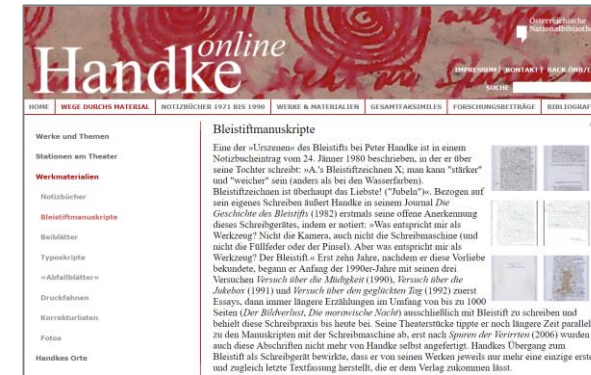 Österreichische
Nationalbibliothek
Handke
online
IMPRESSUM | KONTAKT | BACK ÖNB/
SUCHE
HOME WEGE DURCHS MATERIAL NOTIZBÜCHER 1971 BIS 1990 WERKE & MATERIALIEN GESAMTFAKSIMILES FORSCHUNGSBEITRÄGE BIBLIOGRAF
Werke und Themen
Stationen am Theater
Werkmaterialien
Notizbücher
Bleistiftmanuskripte
Beiblätter
Typoskripte
»Abfallblätter«
Druckfahnen
Korrekturlisten
Fotos
Handkes Orte
Bleistiftmanuskripte
Eine der »Urszenen« des Bleistifts bei Peter Handke ist in einem
Notizbucheintrag vom 24. Jänner 1980 beschrieben, in der er über
seine Tochter schreibt: »A.'s Bleistiftzeichnen X; man kann "stärker"
und "weicher" sein (anders als bei den Wasserfarben).
Bleistiftzeichnen ist überhaupt das Liebste! ("Jubeln")«. Bezogen auf
sein eigenes Schreiben äußert Handke in seinem Journal Die
Geschichte des Bleistifts (1982) erstmals seine offene Anerkennung
dieses Schreibgerätes, indem er notiert: »Was entspricht mir als
Werkzeug? Nicht die Kamera, auch nicht die Schreibmaschine (und
nicht die Füllfeder oder der Pinsel). Aber was entspricht mir als
Werkzeug? Der Bleistift.« Erst zehn Jahre, nachdem er diese Vorliebe
bekundete, begann er Anfang der 1990er-Jahre mit seinen drei
Versuchen Versuch über die Müdigkeit (1990), Versuch über die
Jukebox (1991) und Versuch über den geglückten Tag (1992) zuerst
Essays, dann immer längere Erzählungen im Umfang von bis zu 1000
Seiten (Der Bildverlust, Die morawische Nacht) ausschließlich mit Bleistift zu schreiben und
behielt diese Schreibpraxis bis heute bei. Seine Theaterstücke tippte er noch längere Zeit parallel
zu den Manuskripten mit der Schreibmaschine ab, erst nach Spuren der Verirrten (2006) wurden
auch diese Abschriften nicht mehr von Handke selbst angefertigt. Handkes Übergang zum
Bleistift als Schreibgerät bewirkte, dass er von seinen Werken jeweils nur mehr eine einzige erste
und zugleich letzte Textfassung herstellt, die er dem Verlag zukommen lässt.